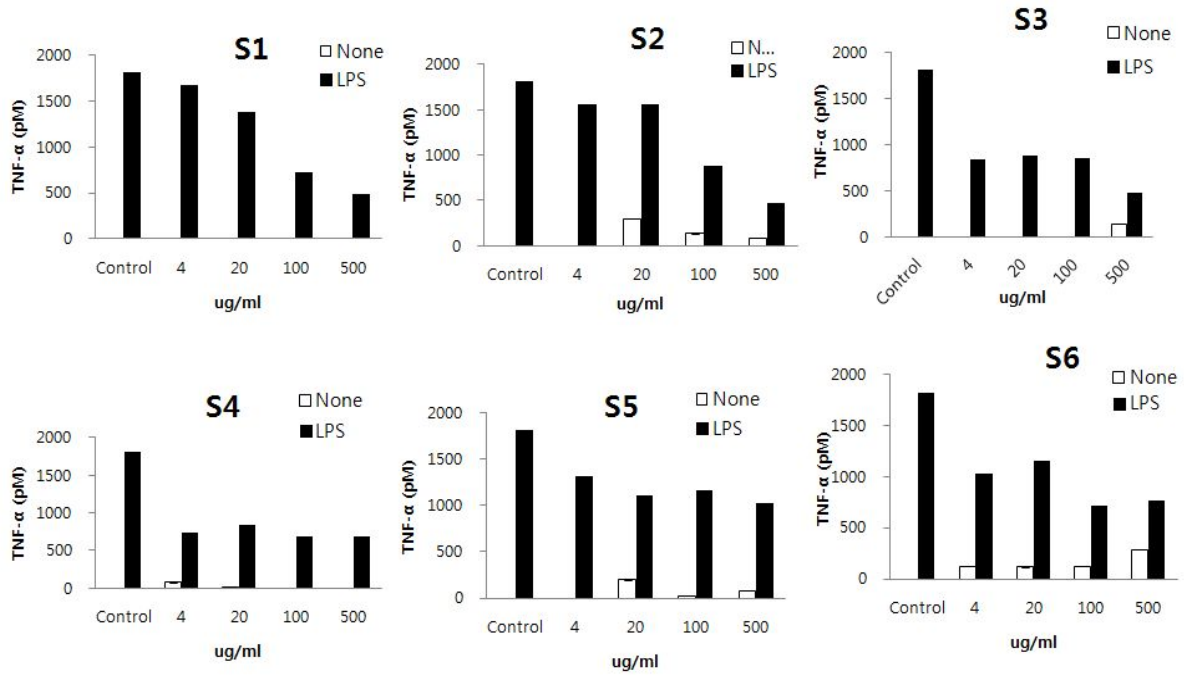 S1
None
LPS
TNF-α (pM)
2000
1500
1000
500
0
Control 4 20 100 500
ug/ml
S2
N...
LPS
TNF-α (pM)
2000
1500
1000
500
0
Control 4 20 100 500
ug/ml
S3
None
LPS
TNF-α (pM)
2000
1500
1000
500
0
Control 4 20 100 500
ug/ml
S4
None
LPS
TNF-α (pM)
2000
1500
1000
500
0
Control 4 20 100 500
ug/ml
S5
None
LPS
TNF-α (pM)
2000
1500
1000
500
0
Control 4 20 100 500
ug/ml
S6
None
LPS
TNF-α (pM)
2000
1500
1000
500
0
Control 4 20 100 500
ug/ml